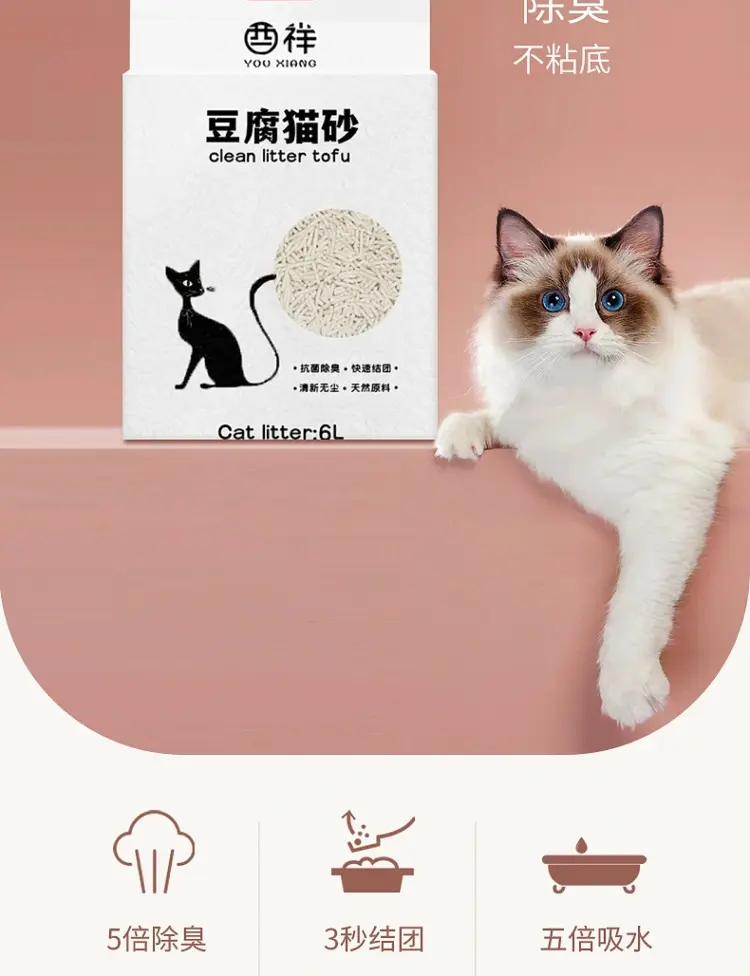 除臭
不粘底
酉祥
YOU XIANG
豆腐猫砂
clean litter tofu
•抗菌除臭•快速结团•
•清新无尘•天然原料•
Cat litter:6L
5倍除臭
3秒结团
五倍吸水